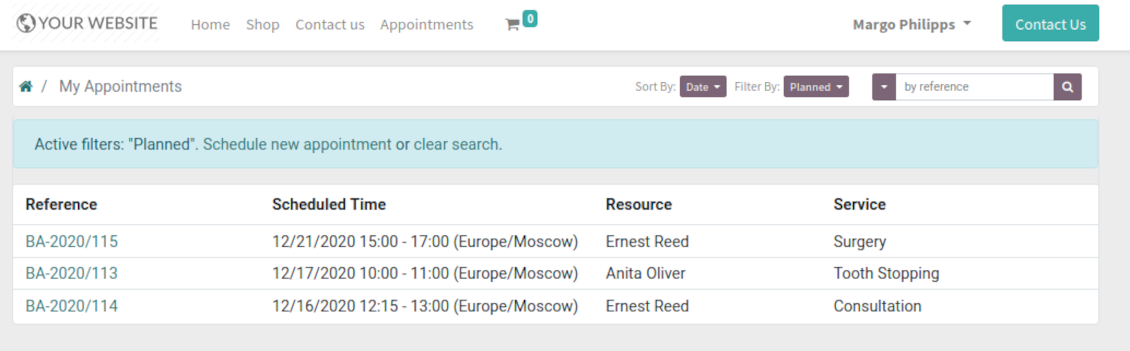 YOUR WEBSITE Home Shop Contact us Appointments 0 Margo Philipps Contact Us
/ My Appointments Sort By: Date Filter By: Planned by reference
Active filters: "Planned". Schedule new appointment or clear search.
Reference Scheduled Time Resource Service
BA-2020/115 12/21/2020 15:00 - 17:00 (Europe/Moscow) Ernest Reed Surgery
BA-2020/113 12/17/2020 10:00 - 11:00 (Europe/Moscow) Anita Oliver Tooth Stopping
BA-2020/114 12/16/2020 12:15 - 13:00 (Europe/Moscow) Ernest Reed Consultation